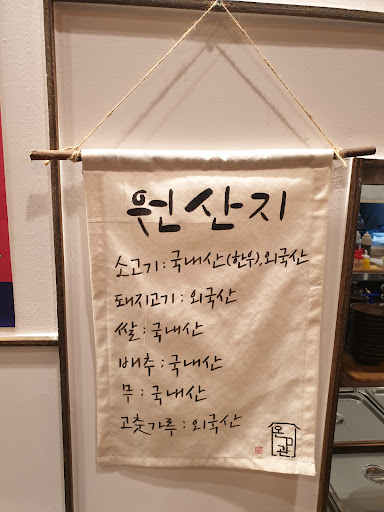 원산지
소고기 : 국내산(한우), 외국산
돼지고기 : 외국산
쌀 : 국내산
배추 : 국내산
무 : 국내산
고춧가루 : 외국산
온
관